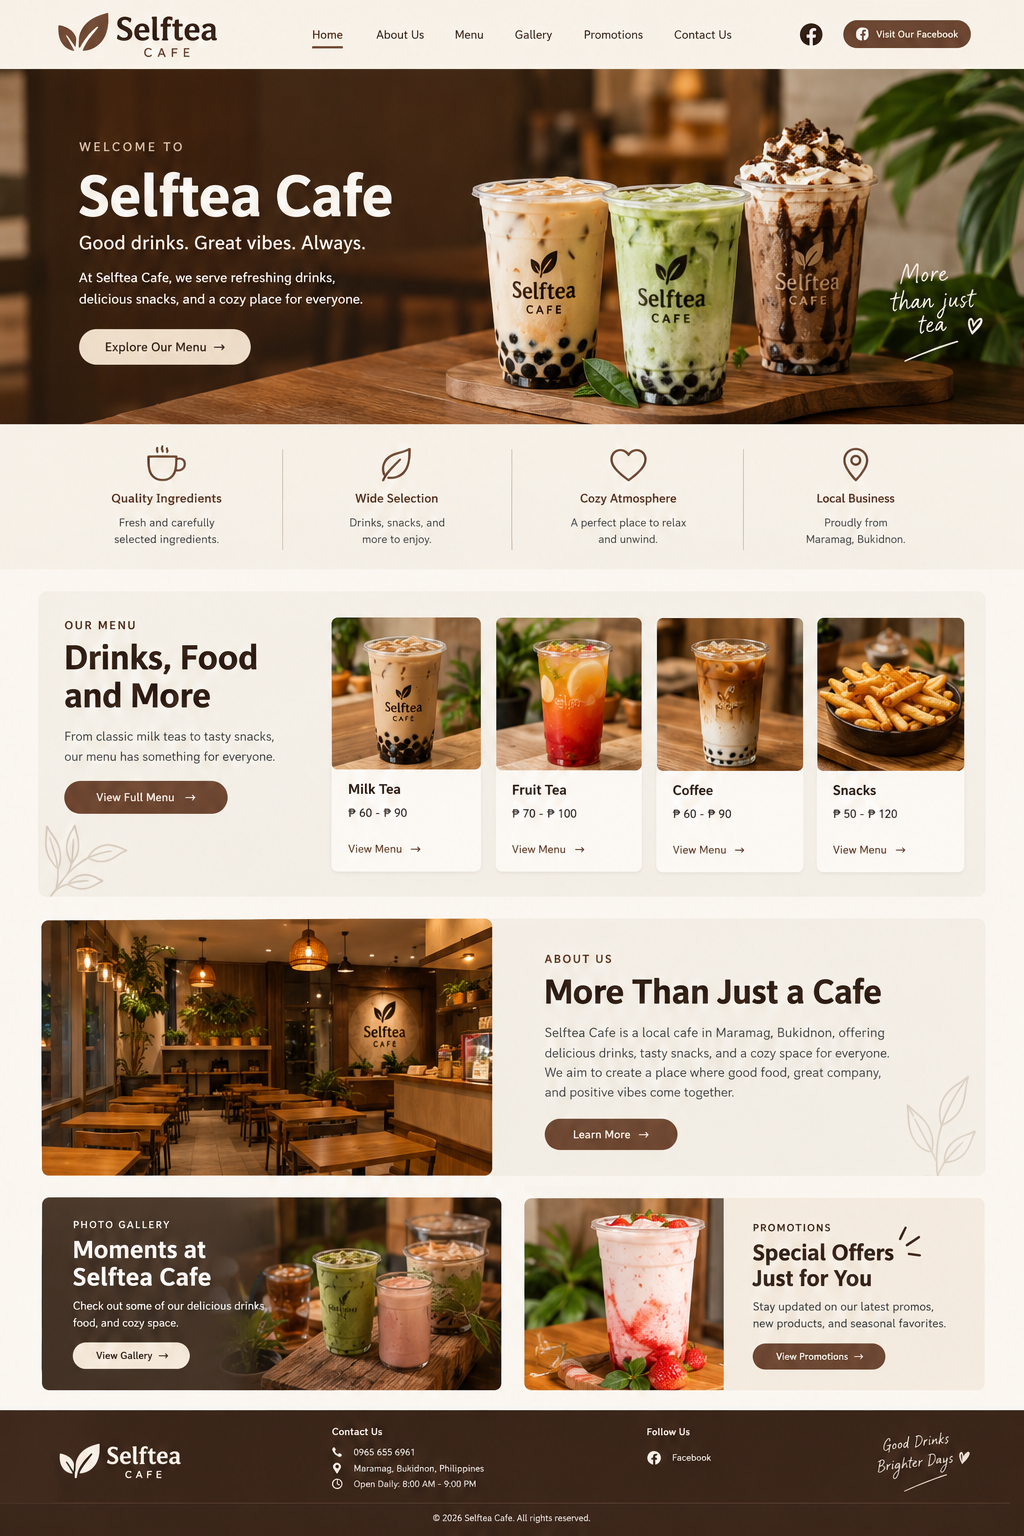 Selftea
CAFE
Home
About Us
Menu
Gallery
Promotions
Contact Us
Visit Our Facebook
WELCOME TO
Selftea Cafe
Good drinks. Great vibes. Always.
At Selftea Cafe, we serve refreshing drinks,
delicious snacks, and a cozy place for everyone.
Explore Our Menu →
Selftea
CAFE
Selftea
CAFE
Selftea
CAFE
More
than just
tea
Quality Ingredients
Fresh and carefully
selected ingredients.
Wide Selection
Drinks, snacks, and
more to enjoy.
Cozy Atmosphere
A perfect place to relax
and unwind.
Local Business
Proudly from
Maramag, Bukidnon.
OUR MENU
Drinks, Food
and More
From classic milk teas to tasty snacks,
our menu has something for everyone.
View Full Menu →
Selftea
CAFE
Milk Tea
₱ 60 - ₱ 90
View Menu →
Fruit Tea
₱ 70 - ₱ 100
View Menu →
Coffee
₱ 60 - ₱ 90
View Menu →
Snacks
₱ 50 - ₱ 120
View Menu →
Selftea
CAFE
ABOUT US
More Than Just a Cafe
Selftea Cafe is a local cafe in Maramag, Bukidnon, offering
delicious drinks, tasty snacks, and a cozy space for everyone.
We aim to create a place where good food, great company,
and positive vibes come together.
Learn More →
PHOTO GALLERY
Moments at
Selftea Cafe
Check out some of our delicious drinks,
food, and cozy space.
View Gallery →
PROMOTIONS
Special Offers
Just for You
Stay updated on our latest promos,
new products, and seasonal favorites.
View Promotions →
Selftea
CAFE
Contact Us
0965 655 6961
Maramag, Bukidnon, Philippines
Open Daily: 8:00 AM - 9:00 PM
Follow Us
Facebook
Good Drinks
Brighter Days
© 2026 Selftea Cafe. All rights reserved.